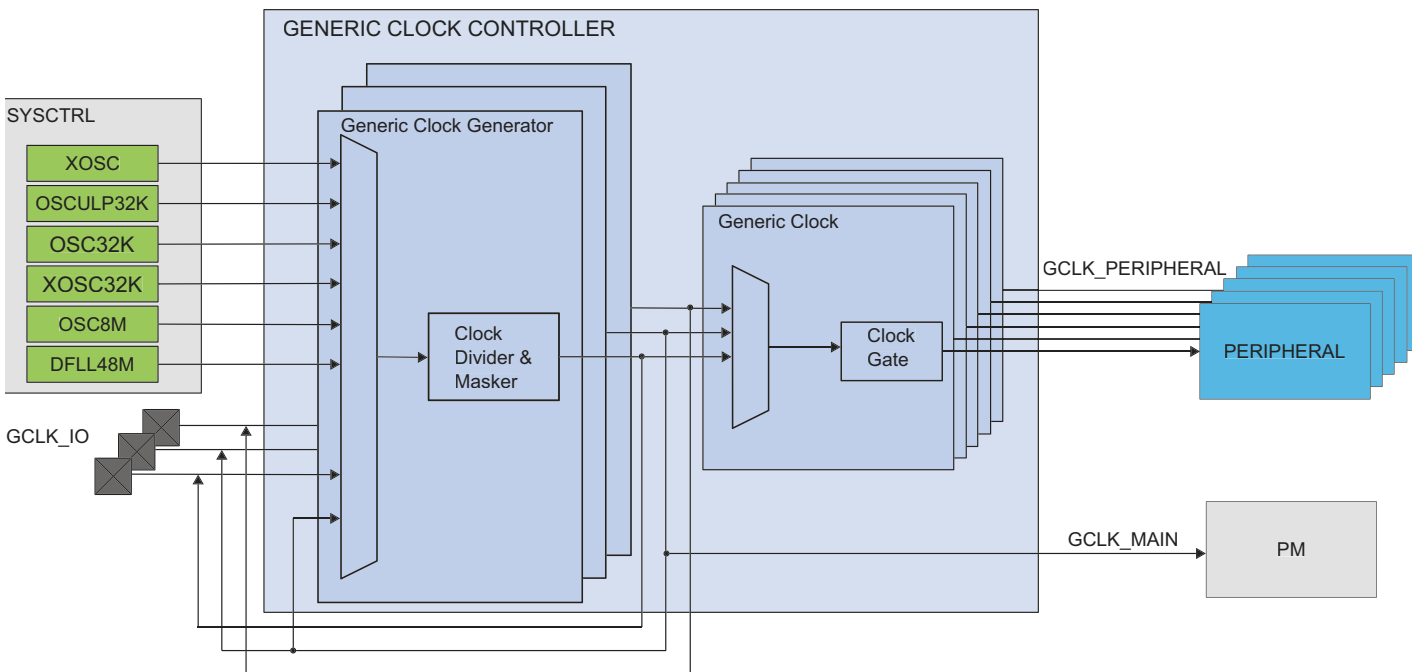 GENERIC CLOCK CONTROLLER
SYSCTRL
XOSC
OSCULP32K
OSC32K
XOSC32K
OSC8M
DFLL48M
GCLK_IO
Generic Clock Generator
Clock
Divider &
Masker
Generic Clock
Clock
Gate
GCLK_PERIPHERAL
PERIPHERAL
GCLK_MAIN
PM